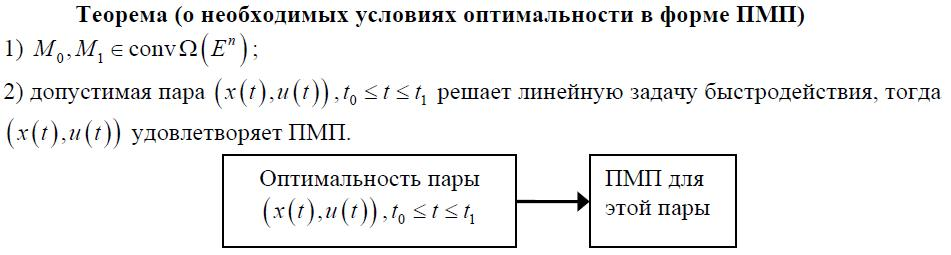 Теорема (о необходимых условиях оптимальности в форме ПМП)
1) M₀, M₁ ∈ conv Ω(Eⁿ);
2) допустимая пара (x(t),u(t)), t₀ ≤ t ≤ t₁ решает линейную задачу быстродействия, тогда
(x(t),u(t)) удовлетворяет ПМП.
Оптимальность пары
(x(t),u(t)), t₀ ≤ t ≤ t₁
ПМП для
этой пары